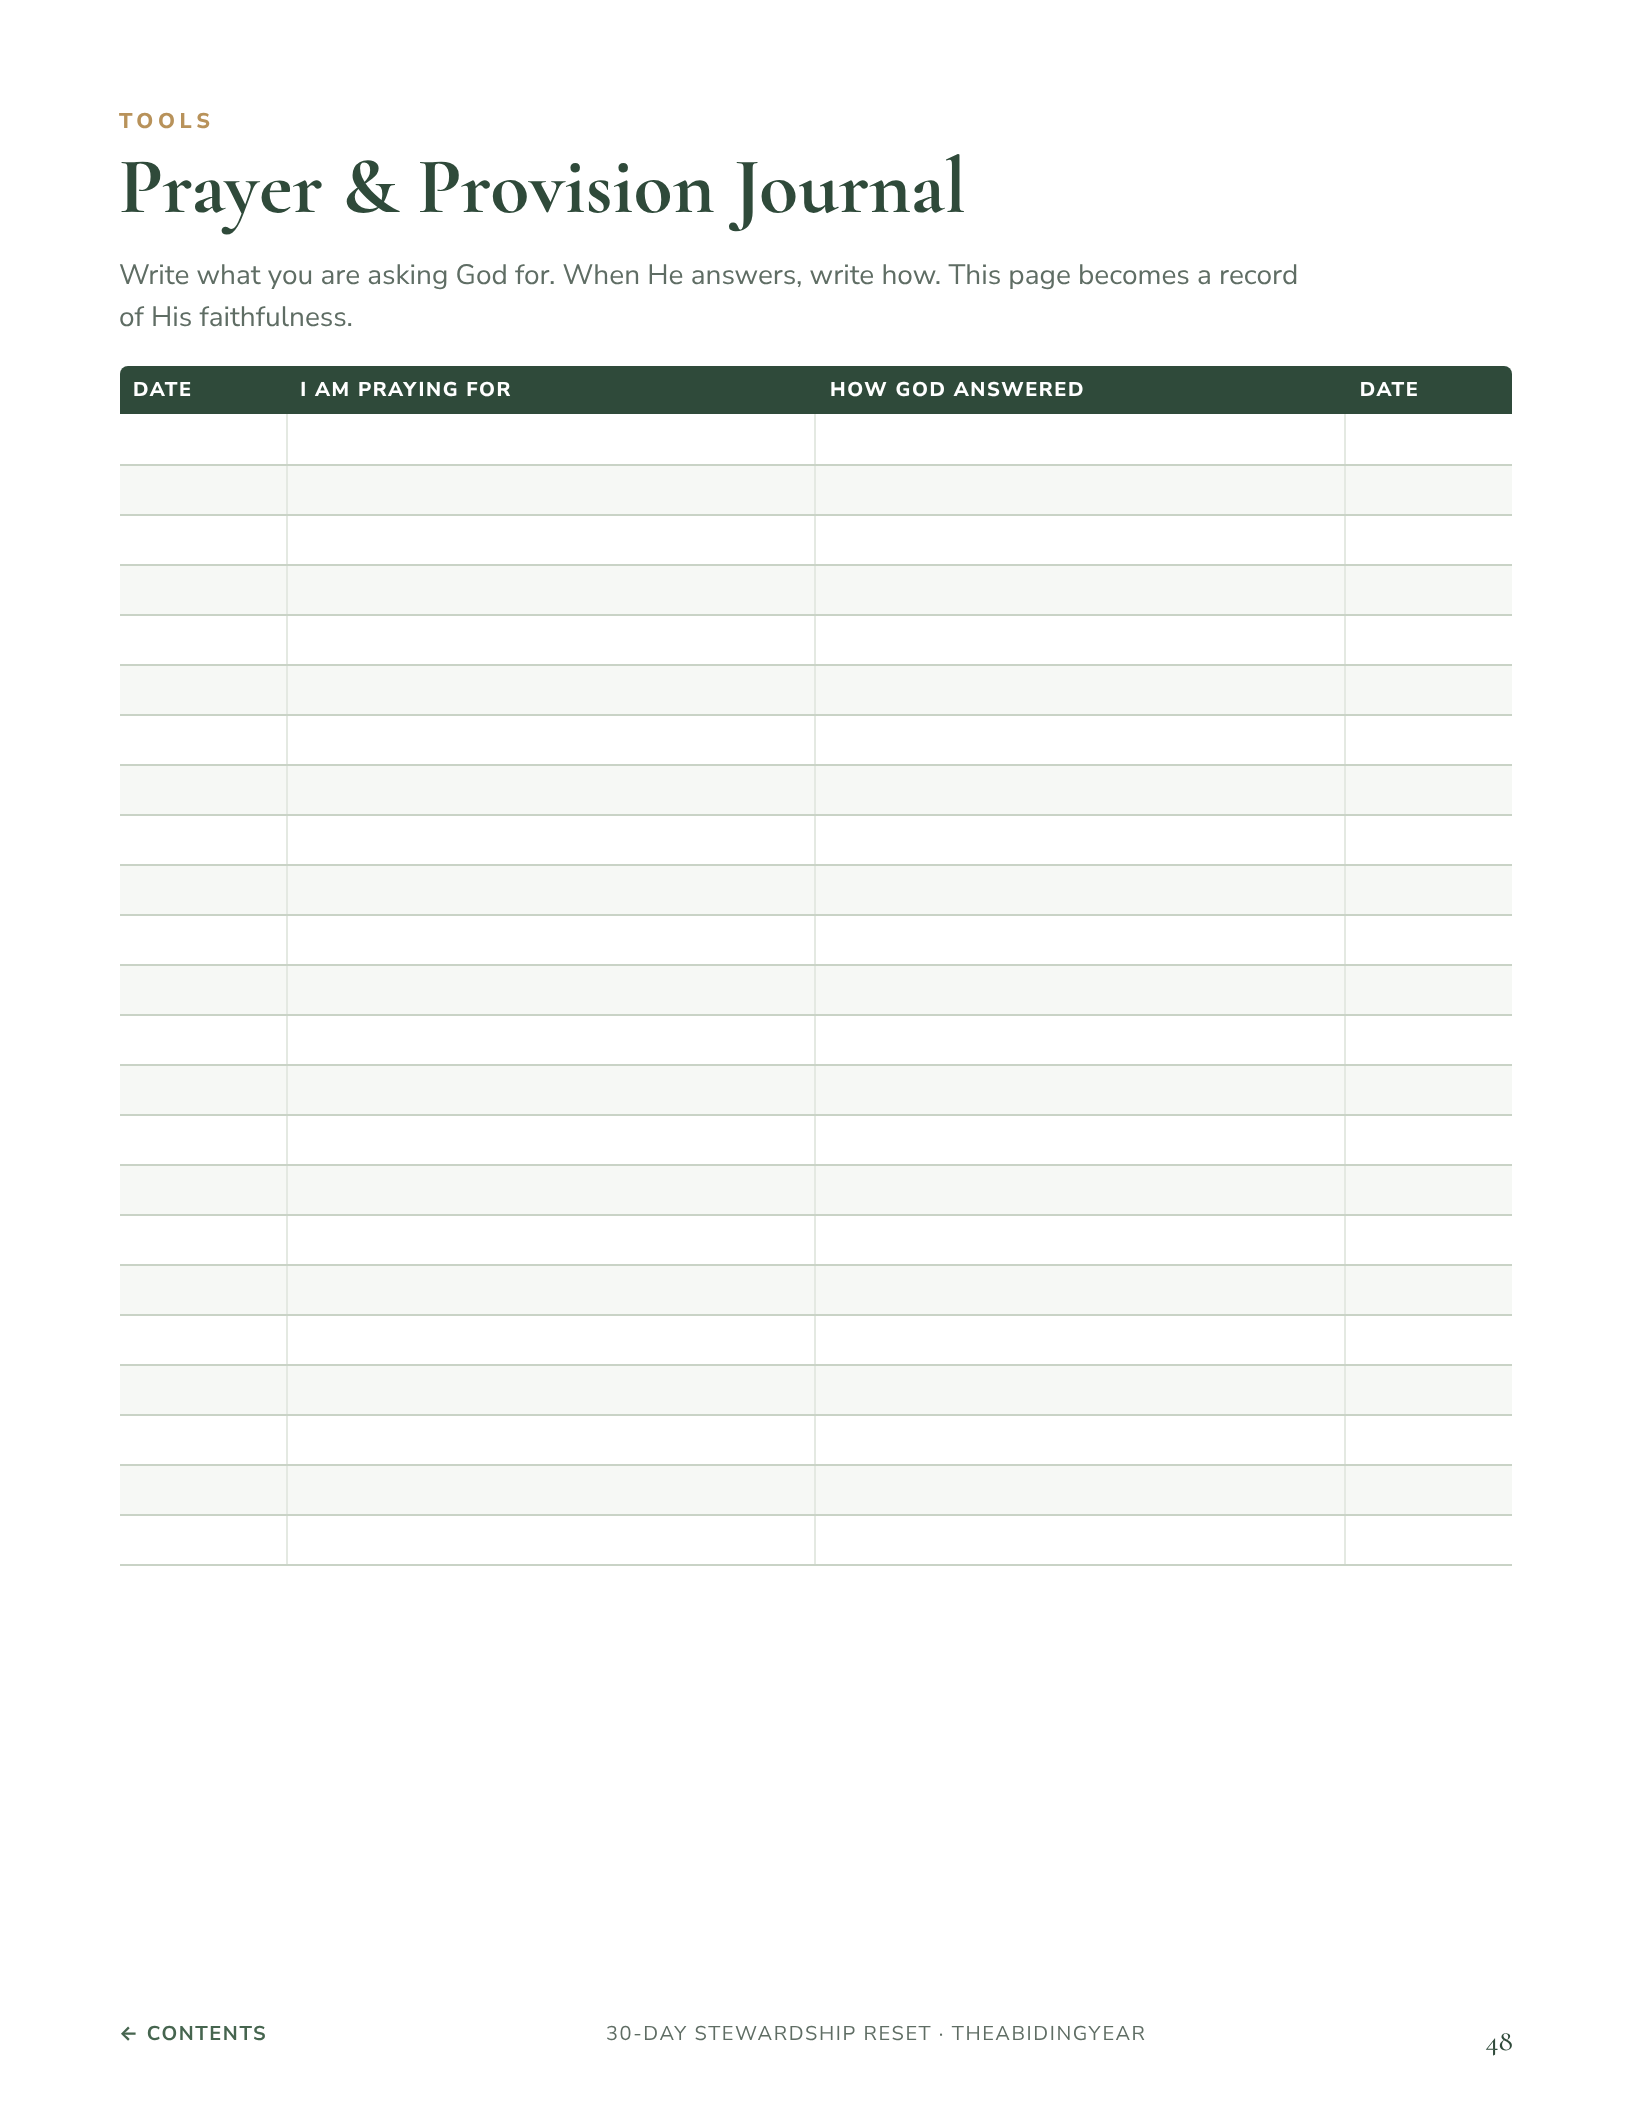 TOOLS
Prayer & Provision Journal
Write what you are asking God for. When He answers, write how. This page becomes a record
of His faithfulness.
DATE I AM PRAYING FOR HOW GOD ANSWERED DATE
← CONTENTS 30-DAY STEWARDSHIP RESET · THEABIDINGYEAR 48